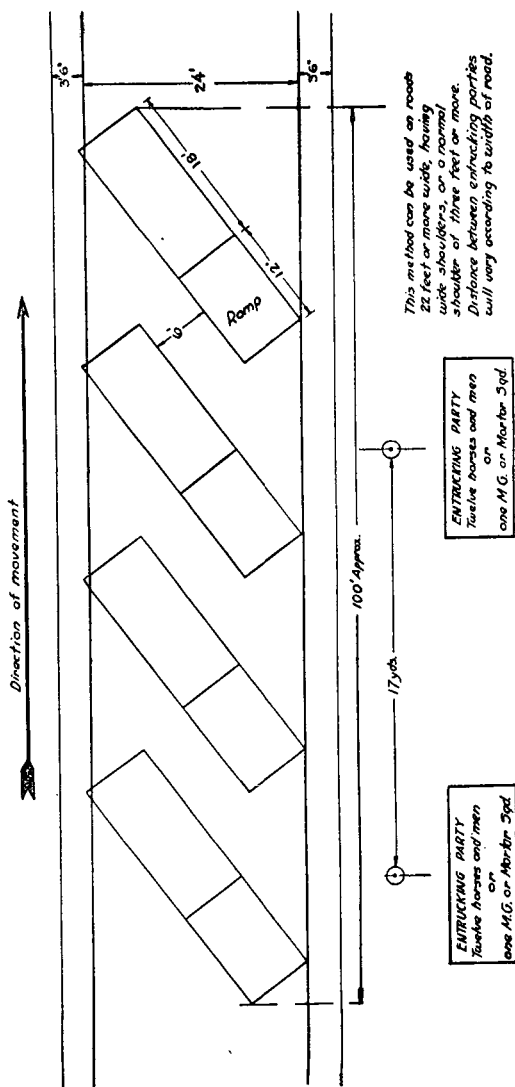 Direction of movement
3'6"
24'
3'6"
18'
12'
Ramp
6'
100' Approx.
17 yds.
This method can be used on roads
22 feet or more wide, having
wide shoulders, or a normal
shoulder of three feet or more.
Distance between entrucking parties
will vary according to width of road.
ENTRUCKING PARTY
Twelve horses and men
or
one M.G. or Mortar Sqd
ENTRUCKING PARTY
Twelve horses and men
or
one M.G. or Mortar Sqd.